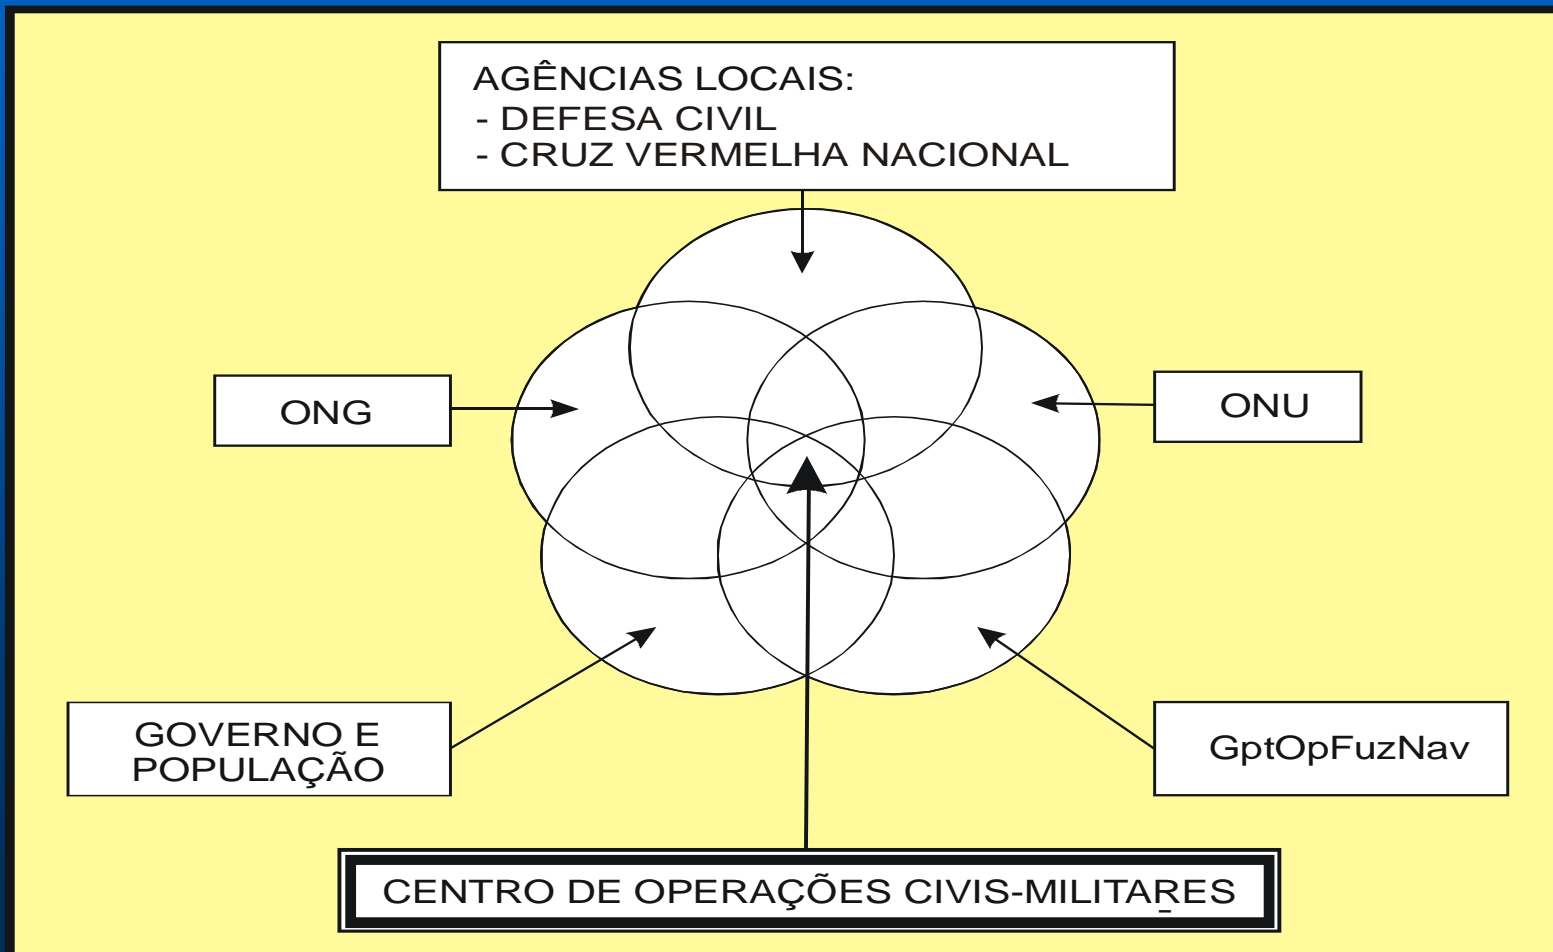 AGÊNCIAS LOCAIS:
- DEFESA CIVIL
- CRUZ VERMELHA NACIONAL
ONG
ONU
GOVERNO E
POPULAÇÃO
GptOpFuzNav
CENTRO DE OPERAÇÕES CIVIS-MILITARES